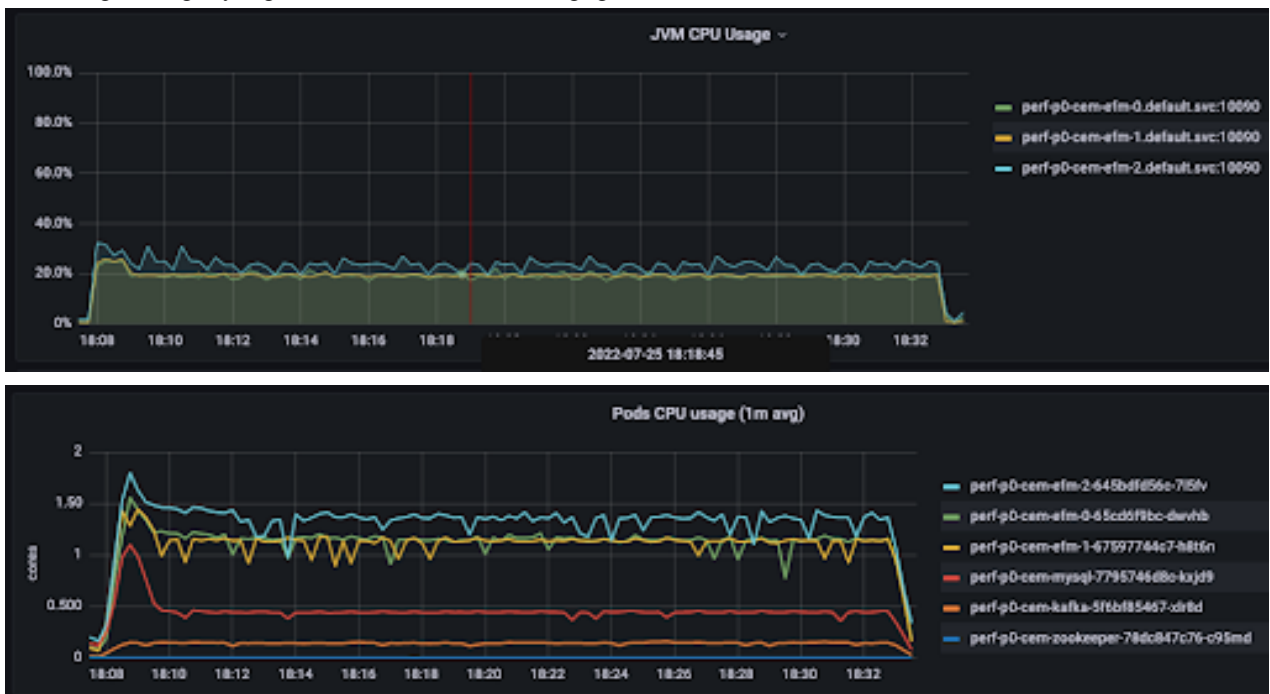 JVM CPU Usage
100.0%
80.0%
60.0%
40.0%
20.0%
0%
18:08 18:10 18:12 18:14 18:16 18:18 18:30 18:32
2022-07-25 18:18:45
perf-p0-cem-efm-0.default.svc:10090
perf-p0-cem-efm-1.default.svc:10090
perf-p0-cem-efm-2.default.svc:10090
Pods CPU usage (1m avg)
cores
2
1.50
1
0.500
0
18:08 18:10 18:12 18:14 18:16 18:18 18:20 18:22 18:24 18:26 18:28 18:30 18:32
perf-p0-cem-efm-2-645bdfd56c-7l5fv
perf-p0-cem-efm-0-65cd6f9bc-dwvhb
perf-p0-cem-efm-1-67597744c7-h8t6n
perf-p0-cem-mysql-7795746d8c-kxjd9
perf-p0-cem-kafka-5f6bf85467-xlr8d
perf-p0-cem-zookeeper-78dc847c76-c95md